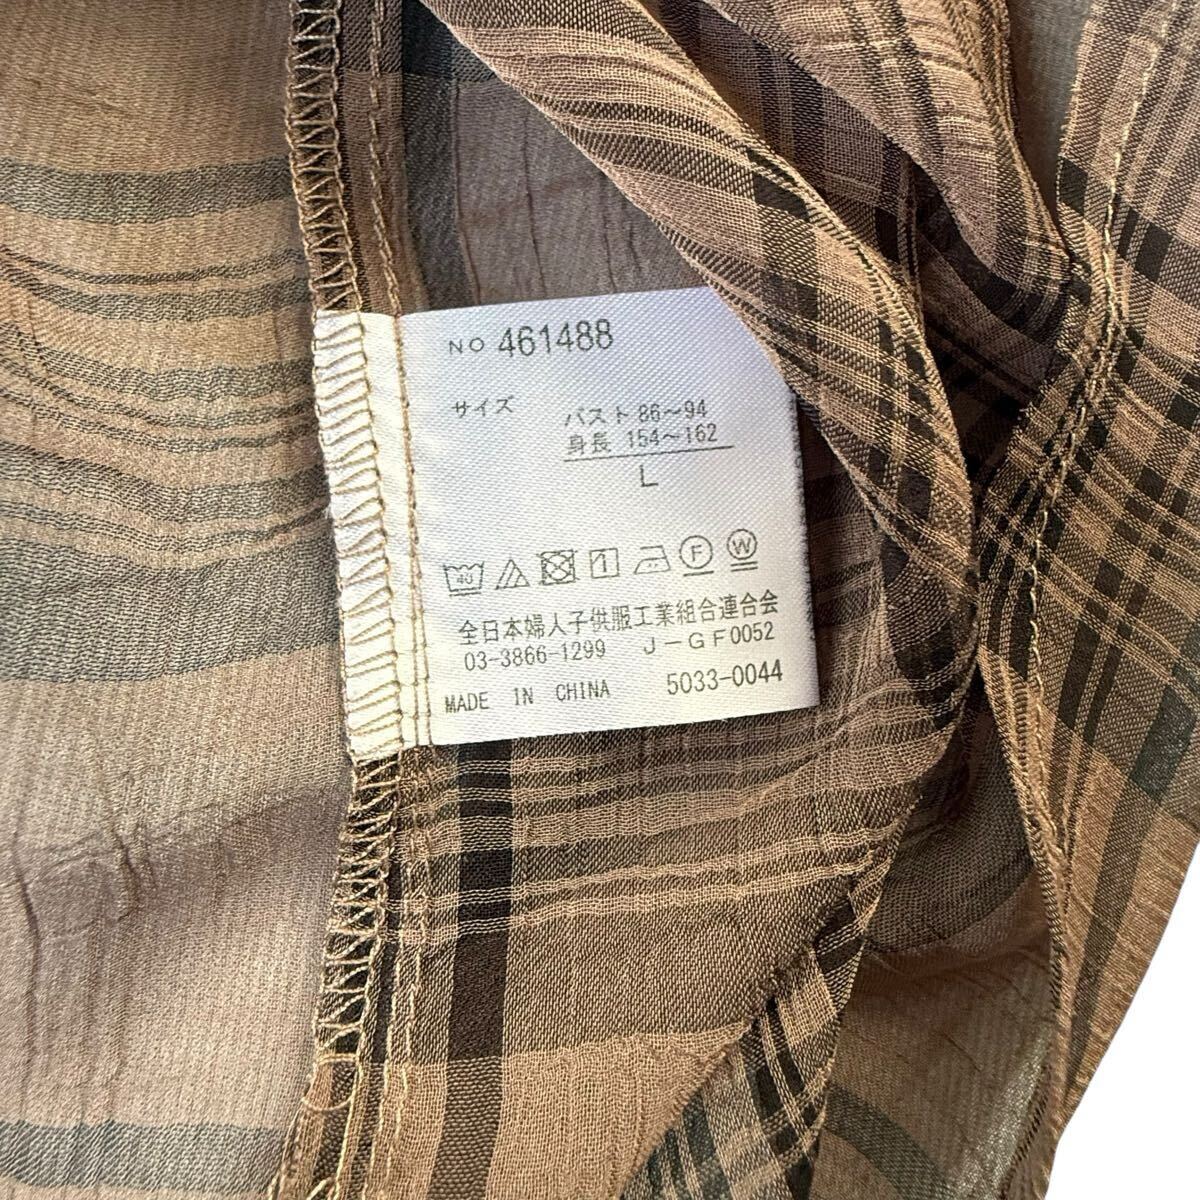 NO 461488
サイズ
バスト 86～94
身長 154～162
L
40 F W
全日本婦人子供服工業組合連合会
03-3866-1299 J－GF0052
MADE IN CHINA 5033-0044